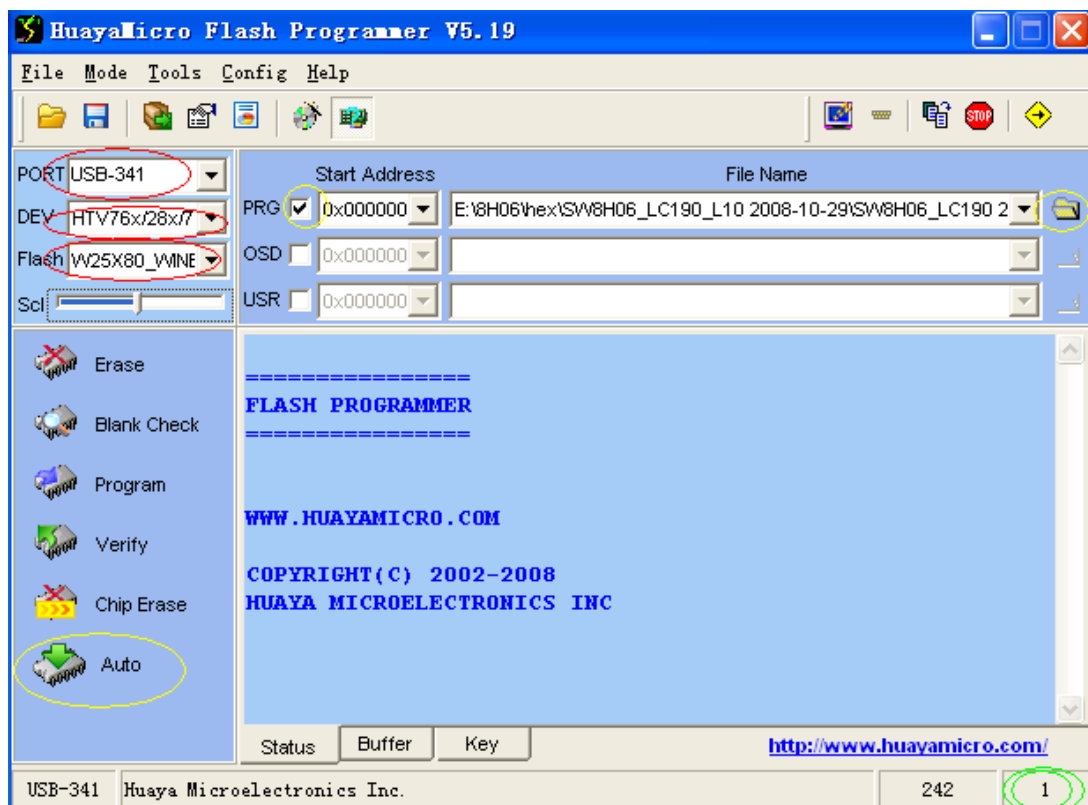 HuayaMicro Flash Programmer V5.19
File Mode Tools Config Help
STOP
PORT USB-341
DEV HTV76x/28x/7
Flash W25X80_WINE
Scl
Start Address File Name
PRG 0x000000 E:\8H06\hex\SW8H06_LC190_L10 2008-10-29\SW8H06_LC190 2
OSD 0x000000
USR 0x000000
Erase
Blank Check
Program
Verify
Chip Erase
Auto
================
FLASH PROGRAMMER
================
WWW.HUAYAMICRO.COM
COPYRIGHT(C) 2002-2008
HUAYA MICROELECTRONICS INC
Status Buffer Key http://www.huayamicro.com/
USB-341 Huaya Microelectronics Inc. 242 1